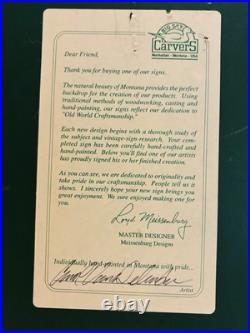 BIG SKY
CARVERS
Manhattan - Montana - USA
Dear Friend,
Thank you for buying one of our signs.
The natural beauty of Montana provides the perfect
backdrop for the creation of our products. Using
traditional methods of woodworking, casting and
hand-painting, our signs reflect our dedication to
"Old World Craftsmanship."
Each new design begins with a thorough study of
the subject and vintage-sign research. Your com-
pleted sign has been carefully hand-crafted and
hand-painted. Below you'll find one of our artists
has proudly signed his or her finished creation.
As you can see, we are dedicated to originality and
take pride in our craftsmanship. People tell us it
shows. I sincerely hope your new sign brings you
great enjoyment. We sure enjoyed making one for
you.
Loyd Meissenburg
MASTER DESIGNER
Meissenburg Designs
Individually hand-printed in Montana with pride...
Artist